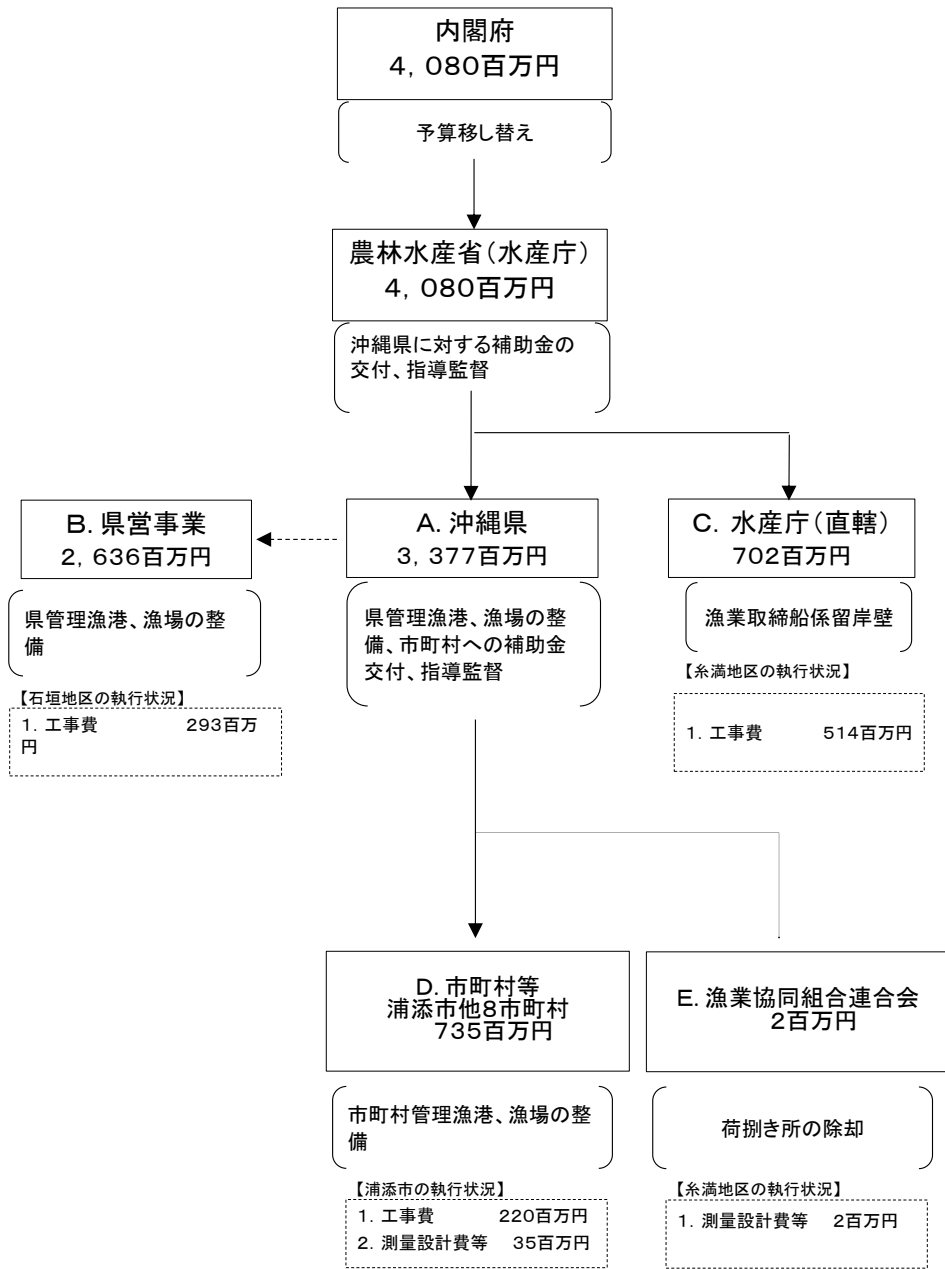 内閣府
４，０８０百万円
予算移し替え
農林水産省（水産庁）
４，０８０百万円
沖縄県に対する補助金の
交付、指導監督
Ｂ．県営事業
２，６３６百万円
県管理漁港、漁場の整
備
【石垣地区の執行状況】
１．工事費　２９３百万
円
Ａ．沖縄県
３，３７７百万円
県管理漁港、漁場の整
備、市町村への補助金
交付、指導監督
Ｃ．水産庁（直轄）
７０２百万円
漁業取締船係留岸壁
【糸満地区の執行状況】
１．工事費　５１４百万円
Ｄ．市町村等
浦添市他８市町村
７３５百万円
市町村管理漁港、漁場の整
備
【浦添市の執行状況】
１．工事費　２２０百万円
２．測量設計費等　３５百万円
Ｅ．漁業協同組合連合会
２百万円
荷捌き所の除却
【糸満地区の執行状況】
１．測量設計費等　２百万円